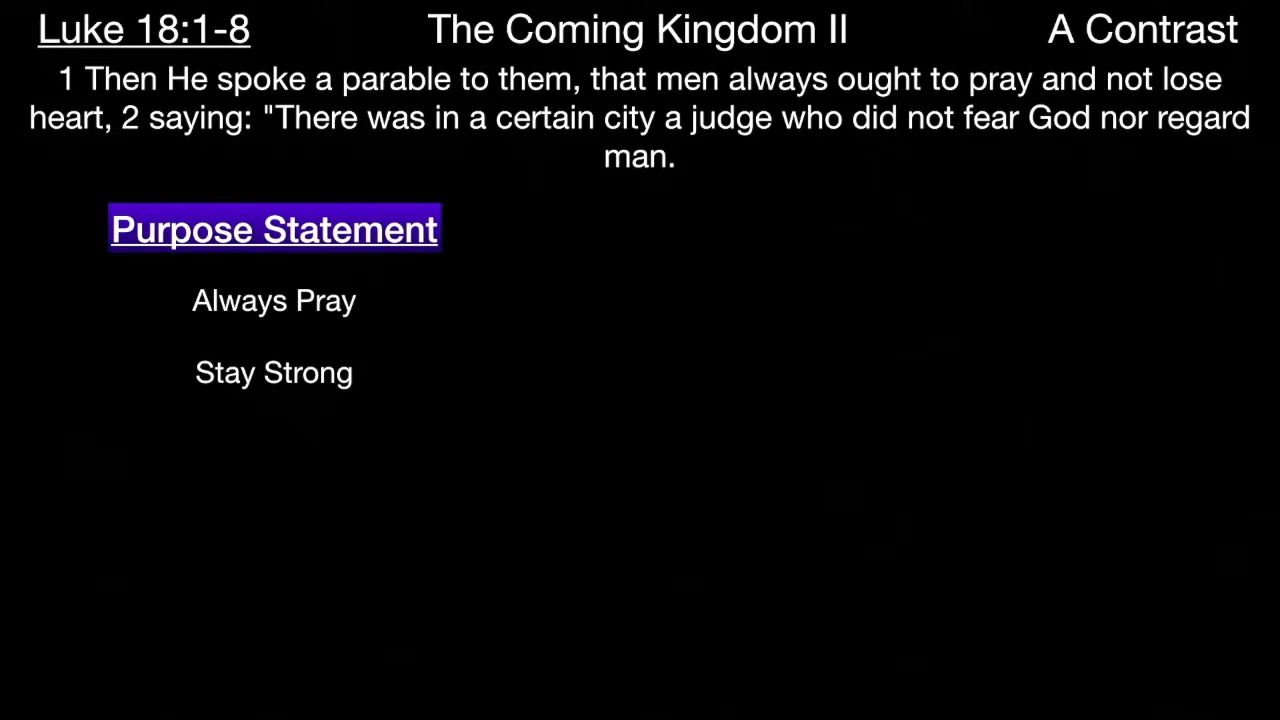 Luke 18:1-8 The Coming Kingdom II A Contrast
1 Then He spoke a parable to them, that men always ought to pray and not lose
heart, 2 saying: "There was in a certain city a judge who did not fear God nor regard
man.
Purpose Statement
Always Pray
Stay Strong